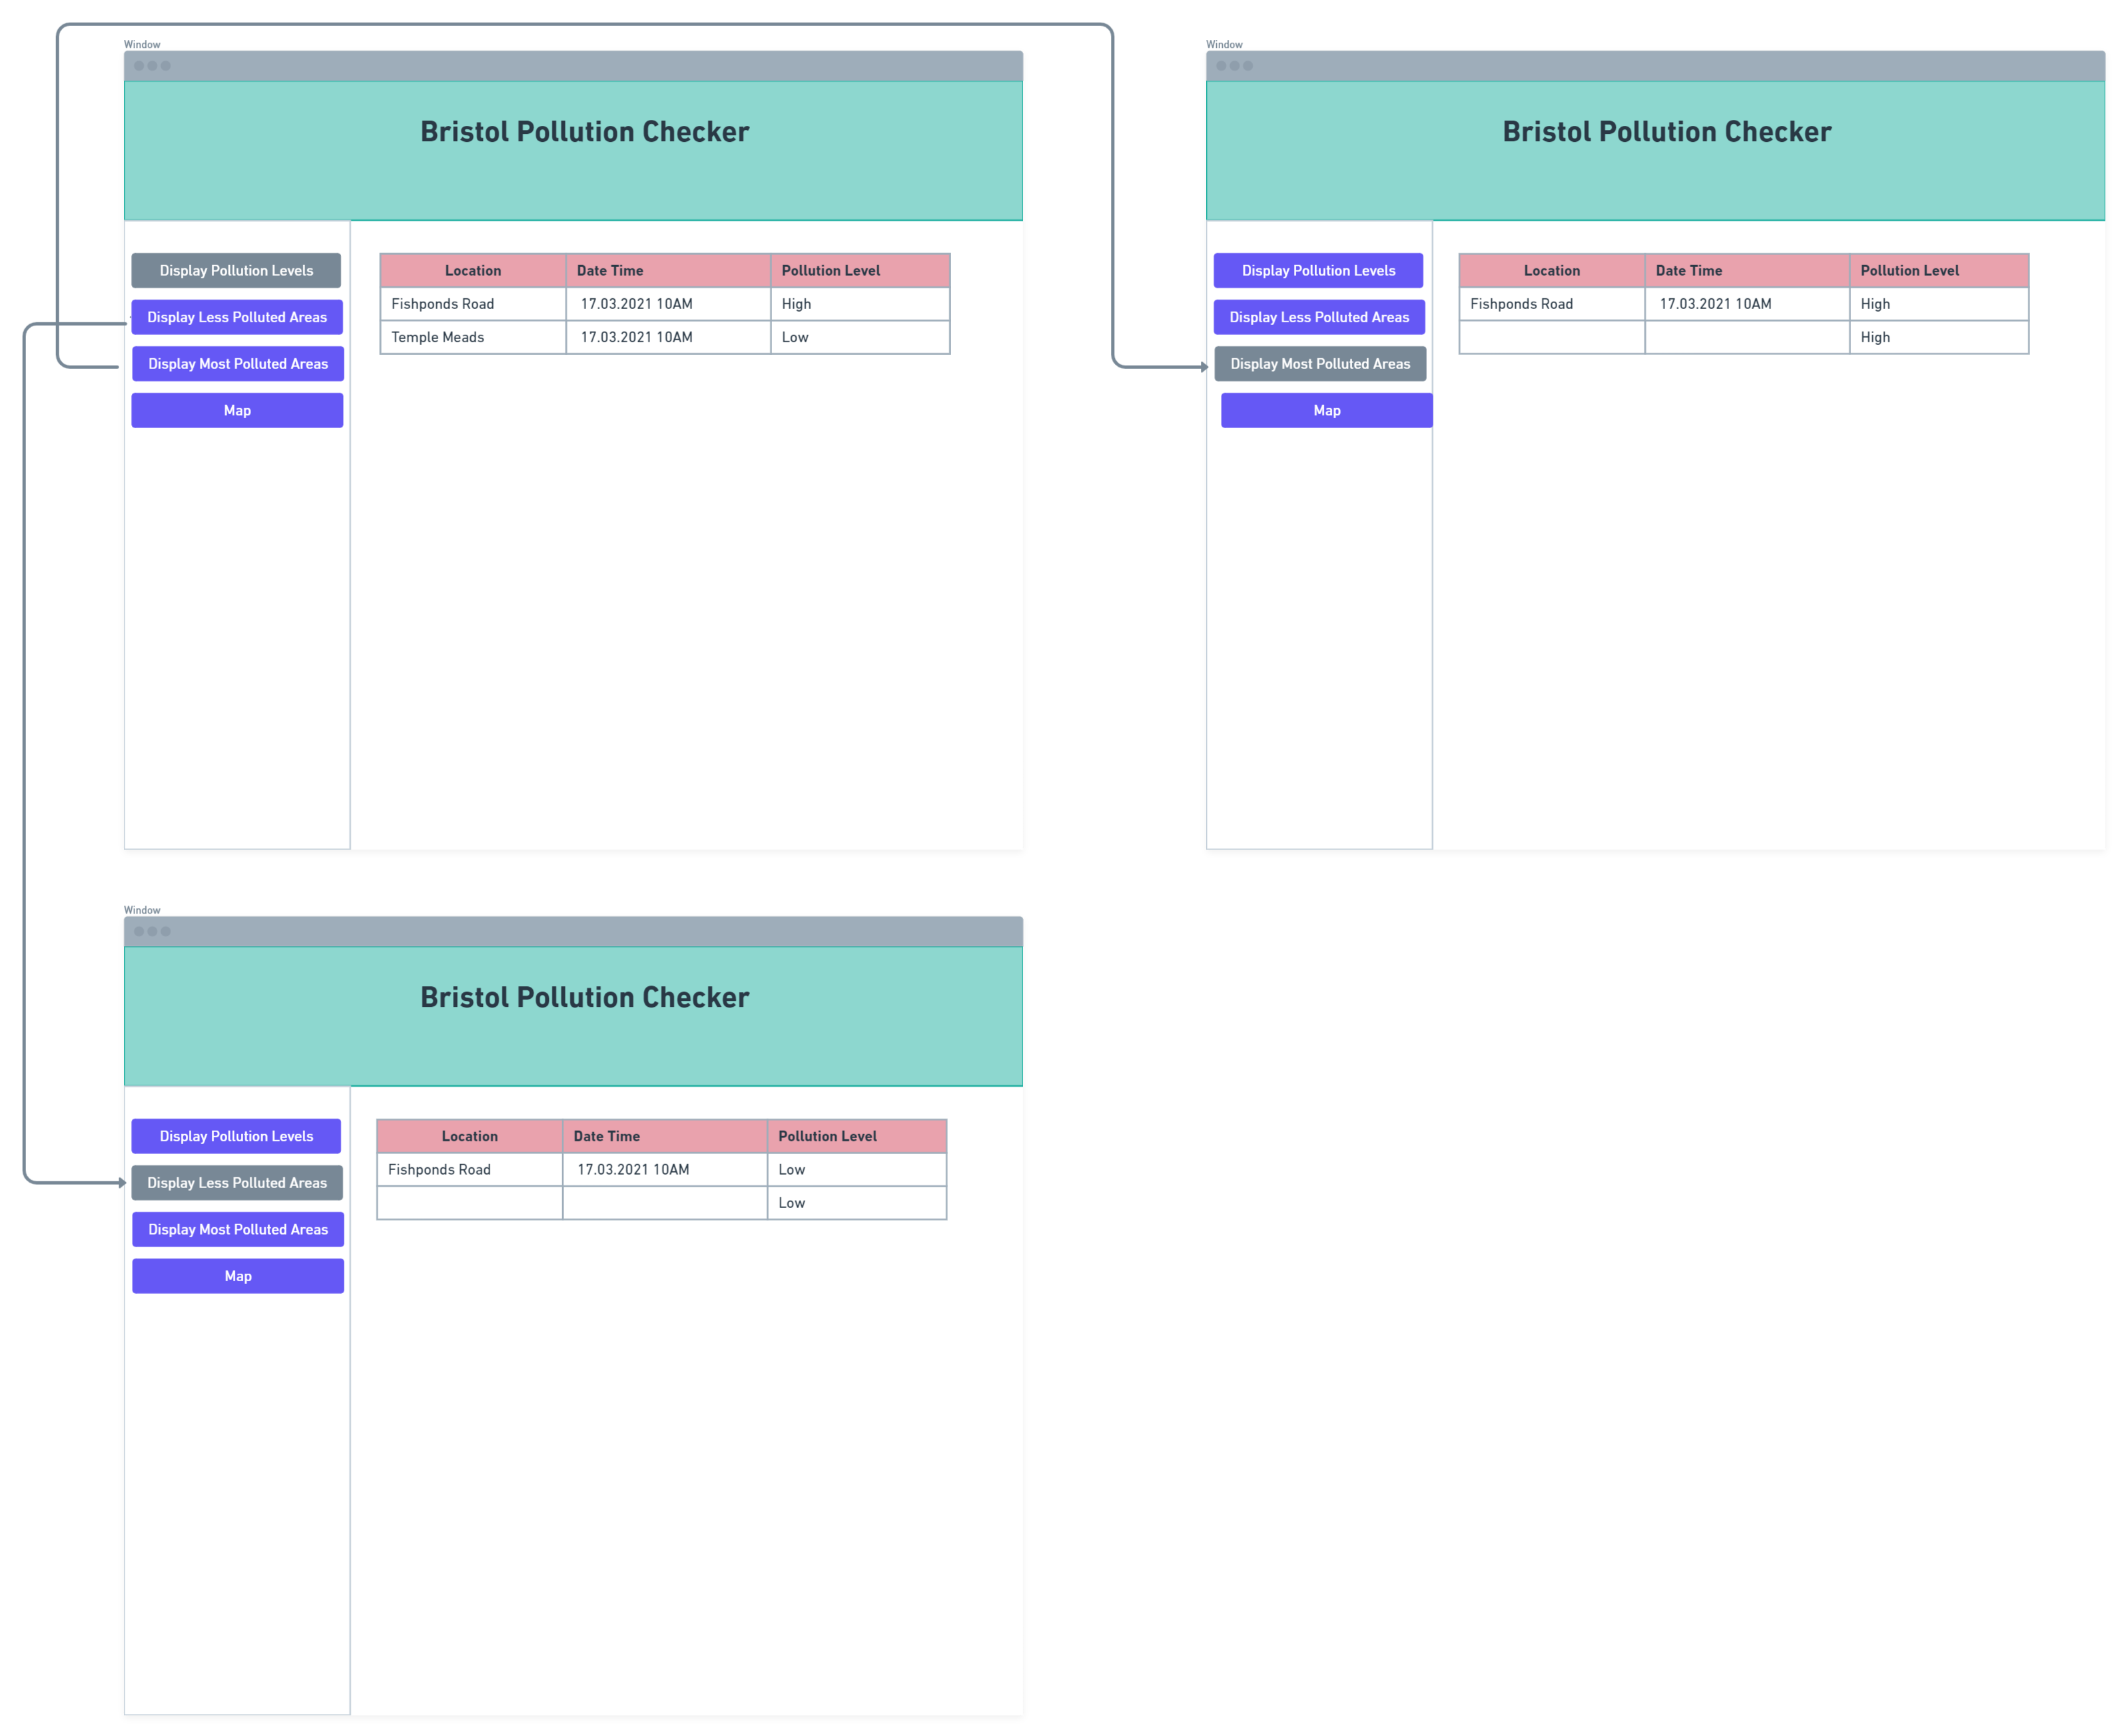 Window
Bristol Pollution Checker
Display Pollution Levels
Display Less Polluted Areas
Display Most Polluted Areas
Map
Location Date Time Pollution Level
Fishponds Road 17.03.2021 10AM High
Temple Meads 17.03.2021 10AM Low
Window
Bristol Pollution Checker
Display Pollution Levels
Display Less Polluted Areas
Display Most Polluted Areas
Map
Location Date Time Pollution Level
Fishponds Road 17.03.2021 10AM High
High
Window
Bristol Pollution Checker
Display Pollution Levels
Display Less Polluted Areas
Display Most Polluted Areas
Map
Location Date Time Pollution Level
Fishponds Road 17.03.2021 10AM Low
Low